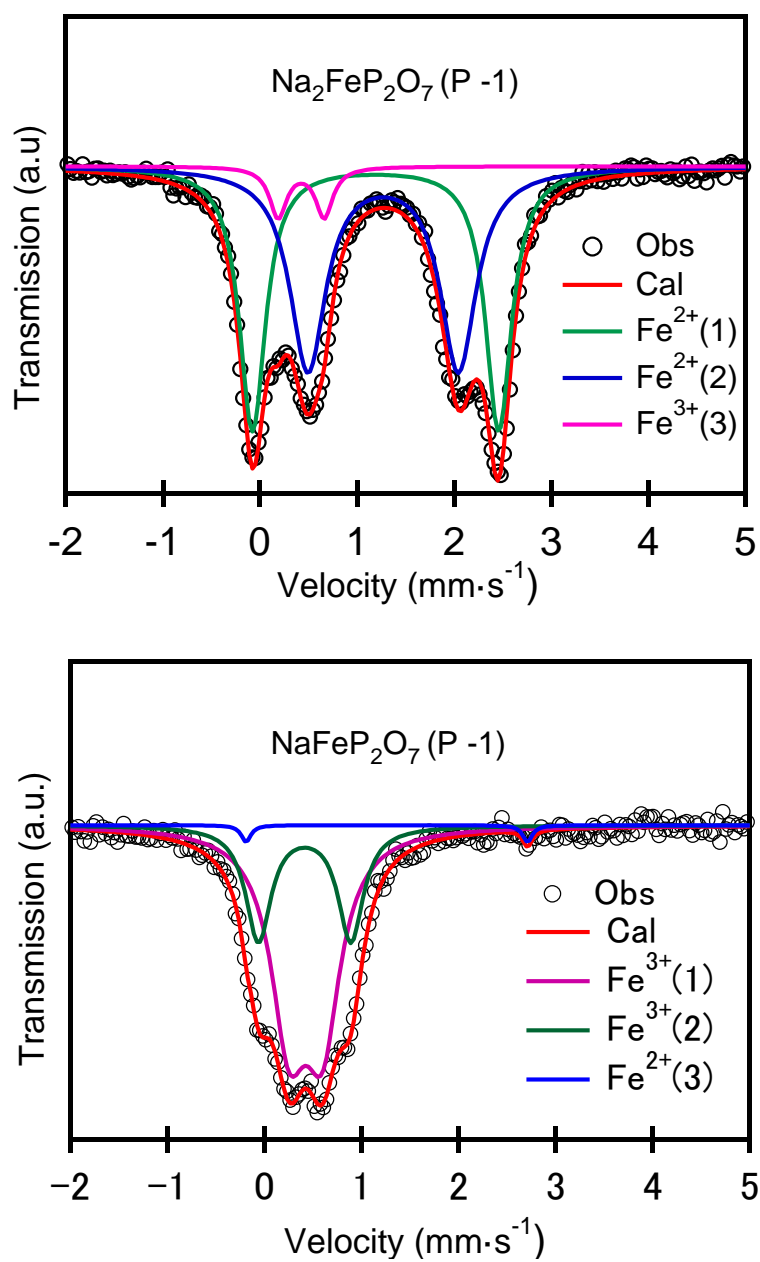 Na₂FeP₂O₇ (P -1)
Transmission (a.u)
Obs
Cal
Fe²⁺(1)
Fe²⁺(2)
Fe³⁺(3)
-2 -1 0 1 2 3 4 5
Velocity (mm·s⁻¹)
NaFeP₂O₇ (P -1)
Transmission (a.u.)
Obs
Cal
Fe³⁺(1)
Fe³⁺(2)
Fe²⁺(3)
−2 −1 0 1 2 3 4 5
Velocity (mm·s⁻¹)